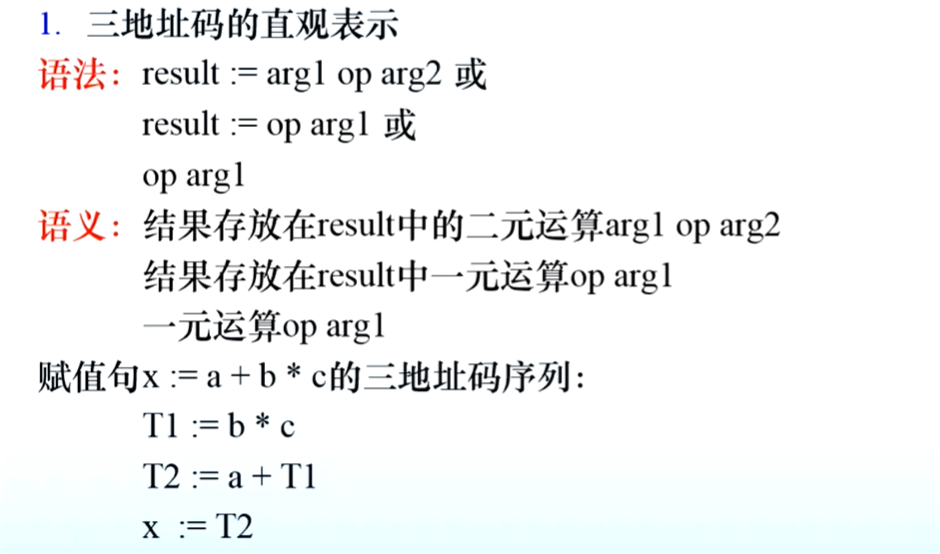 1. 三地址码的直观表示
语法：result := arg1 op arg2 或
result := op arg1 或
op arg1
语义：结果存放在result中的二元运算arg1 op arg2
结果存放在result中一元运算op arg1
一元运算op arg1
赋值句x := a + b * c的三地址码序列：
T1 := b * c
T2 := a + T1
x := T2